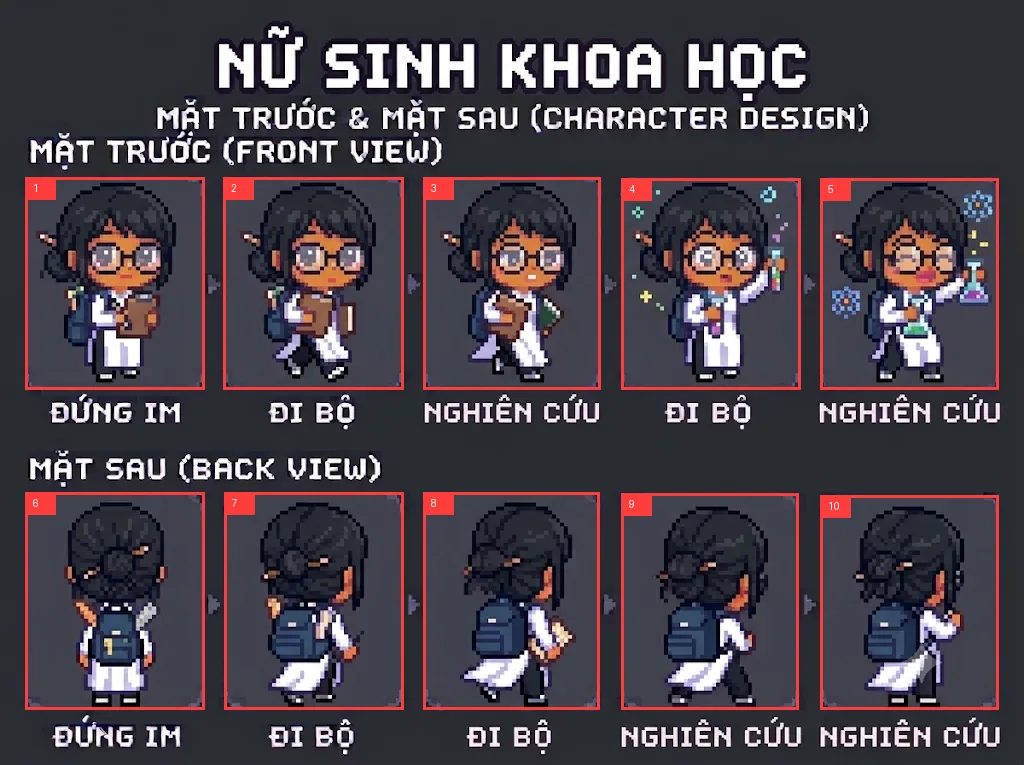 NỮ SINH KHOA HỌC
MẶT TRƯỚC & MẶT SAU (CHARACTER DESIGN)
MẶT TRƯỚC (FRONT VIEW)
1 2 3 4 5
ĐỨNG IM ĐI BỘ NGHIÊN CỨU ĐI BỘ NGHIÊN CỨU
MẶT SAU (BACK VIEW)
6 7 8 9 10
ĐỨNG IM ĐI BỘ ĐI BỘ NGHIÊN CỨU NGHIÊN CỨU